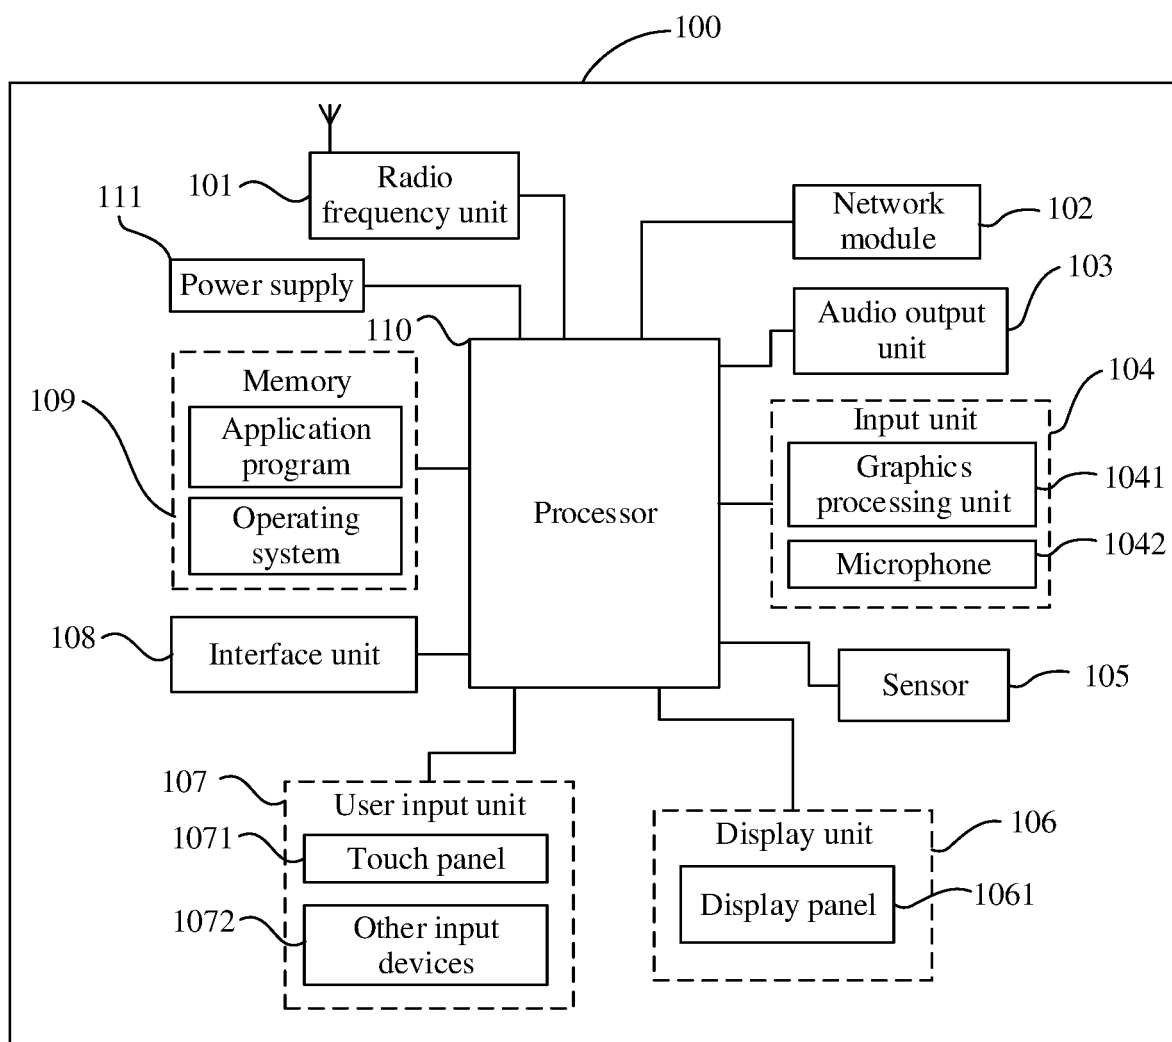 100
101
Radio
frequency unit
111
Power supply
Network
module
102
103
Audio output
unit
110
109
Memory
Application
program
Operating
system
Processor
104
Input unit
Graphics
processing unit
1041
1042
Microphone
108
Interface unit
Sensor
105
107
User input unit
1071
Touch panel
1072
Other input
devices
Display unit
106
Display panel
1061